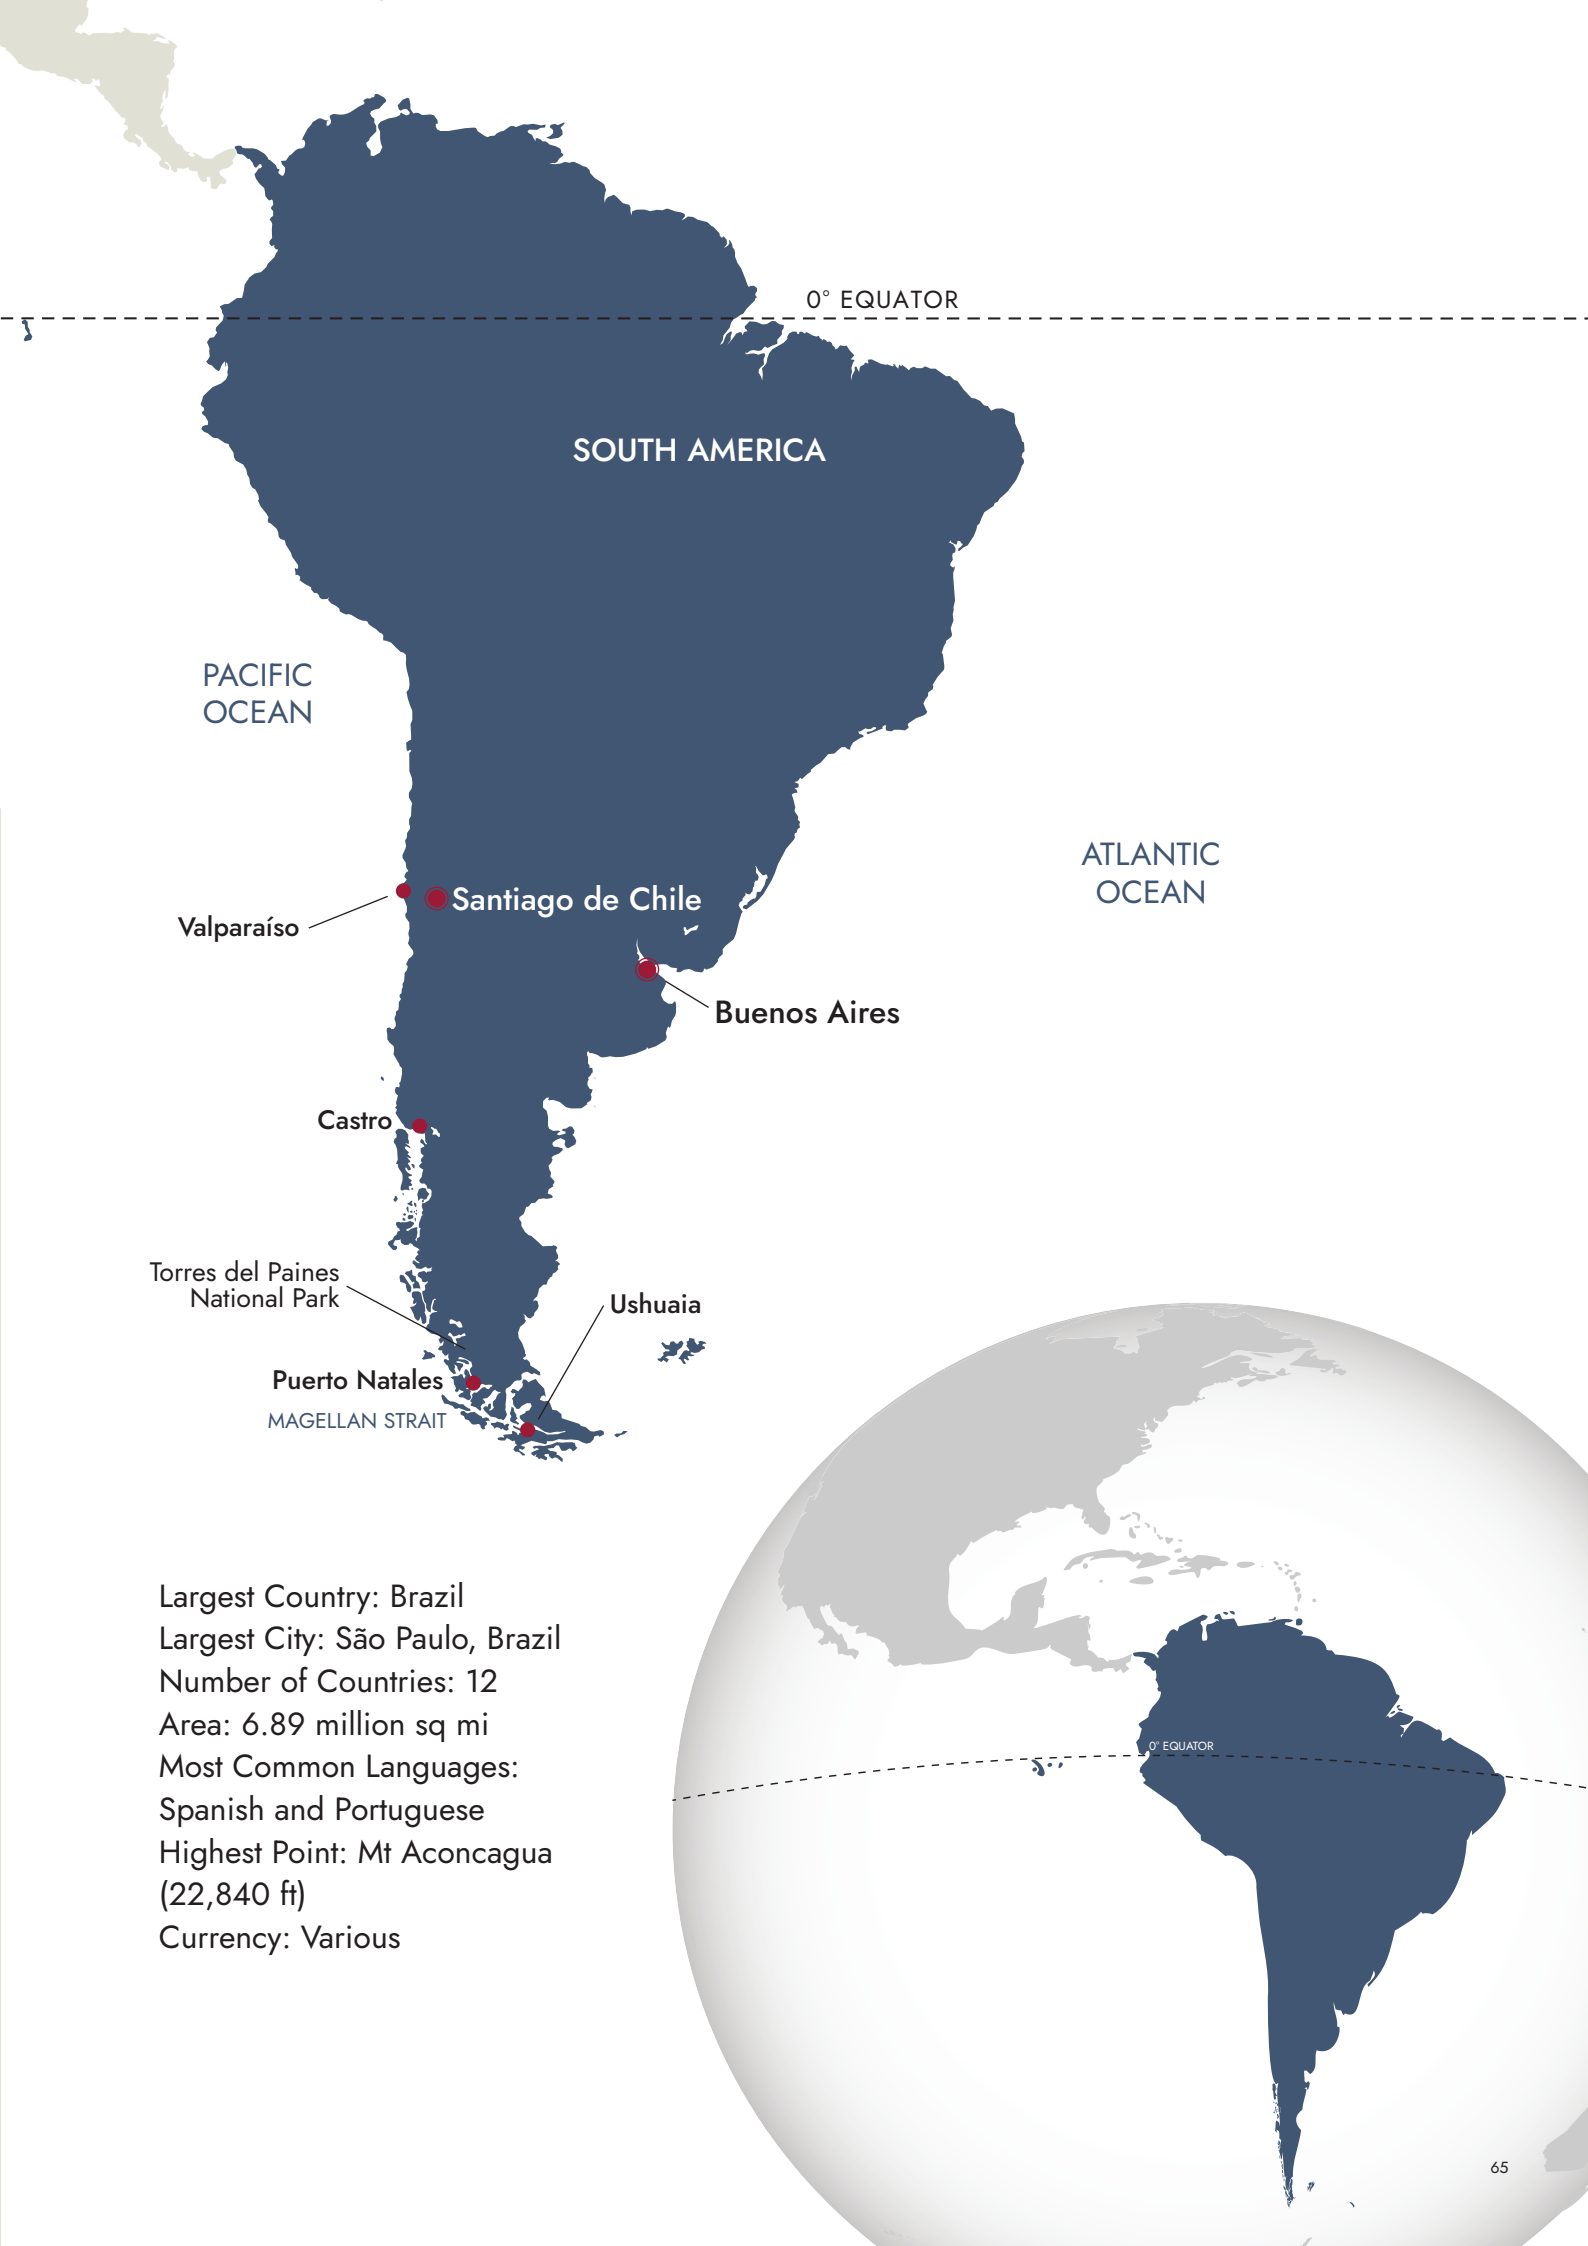 0° EQUATOR
SOUTH AMERICA
PACIFIC
OCEAN
ATLANTIC
OCEAN
Santiago de Chile
Valparaíso
Buenos Aires
Castro
Torres del Paines
National Park
Ushuaia
Puerto Natales
MAGELLAN STRAIT
Largest Country: Brazil
Largest City: São Paulo, Brazil
Number of Countries: 12
Area: 6.89 million sq mi
Most Common Languages:
Spanish and Portuguese
Highest Point: Mt Aconcagua
(22,840 ft)
Currency: Various
0° EQUATOR
65